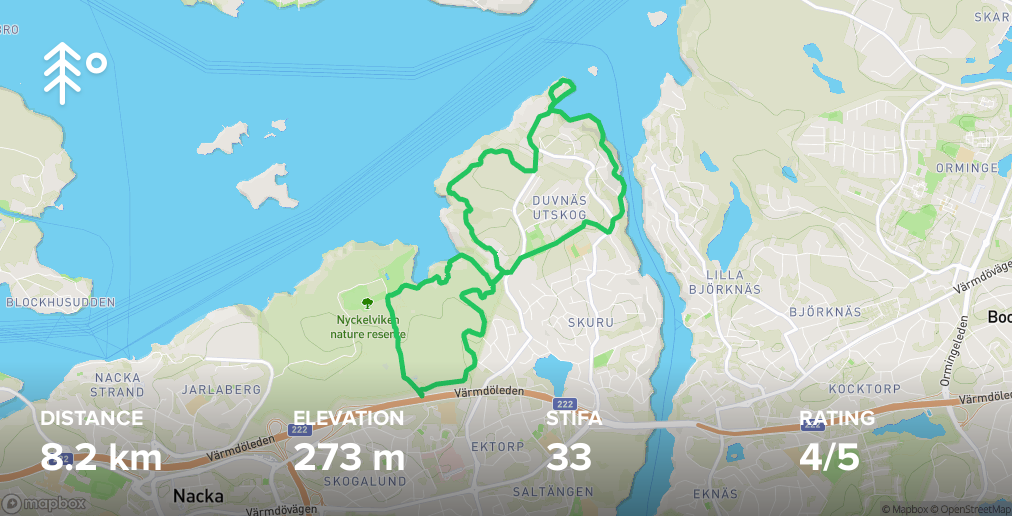 BRO
SKAR
ORMINGE
DUVNÄS
UTSKOG
LILLA
BJÖRKNÄS
Värmdövägen
BLOCKHUSUDDEN
Nyckelviken
nature reserve
SKURU
BJÖRKNÄS
Boo
Ormingeleden
NACKA
STRAND
JARLABERG
Värmdöleden
KOCKTORP
Värmdöleden
222
DISTANCE
ELEVATION
STIFA
RATING
222
222
Värmdöleden
EKTORP
8.2 km
273 m
33
4/5
SKOGALUND
Nacka
SALTÄNGEN
EKNÄS
mapbox
Värmdövägen
© Mapbox © OpenStreetMap